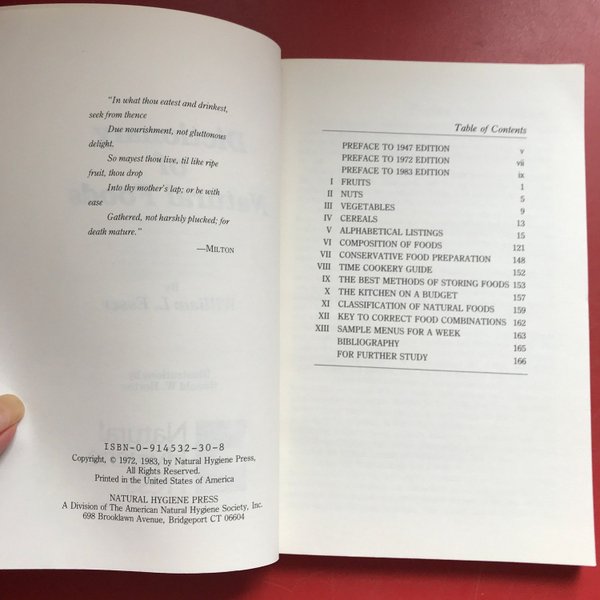 "In what thou eatest and drinkest,
seek from thence
Due nourishment, not gluttonous
delight.
So mayest thou live, til like ripe
fruit, thou drop
Into thy mother's lap; or be with
ease
Gathered, not harshly plucked; for
death mature."
—MILTON
ISBN-0-914532-30-8
Copyright, © 1972, 1983, by Natural Hygiene Press,
All Rights Reserved.
Printed in the United States of America
NATURAL HYGIENE PRESS
A Division of The American Natural Hygiene Society, Inc.
698 Brooklawn Avenue, Bridgeport CT 06604
Table of Contents
PREFACE TO 1947 EDITION v
PREFACE TO 1972 EDITION vii
PREFACE TO 1983 EDITION ix
I FRUITS 1
II NUTS 5
III VEGETABLES 9
IV CEREALS 13
V ALPHABETICAL LISTINGS 15
VI COMPOSITION OF FOODS 121
VII CONSERVATIVE FOOD PREPARATION 148
VIII TIME COOKERY GUIDE 152
IX THE BEST METHODS OF STORING FOODS 153
X THE KITCHEN ON A BUDGET 157
XI CLASSIFICATION OF NATURAL FOODS 159
XII KEY TO CORRECT FOOD COMBINATIONS 162
XIII SAMPLE MENUS FOR A WEEK 163
BIBLIOGRAPHY 165
FOR FURTHER STUDY 166